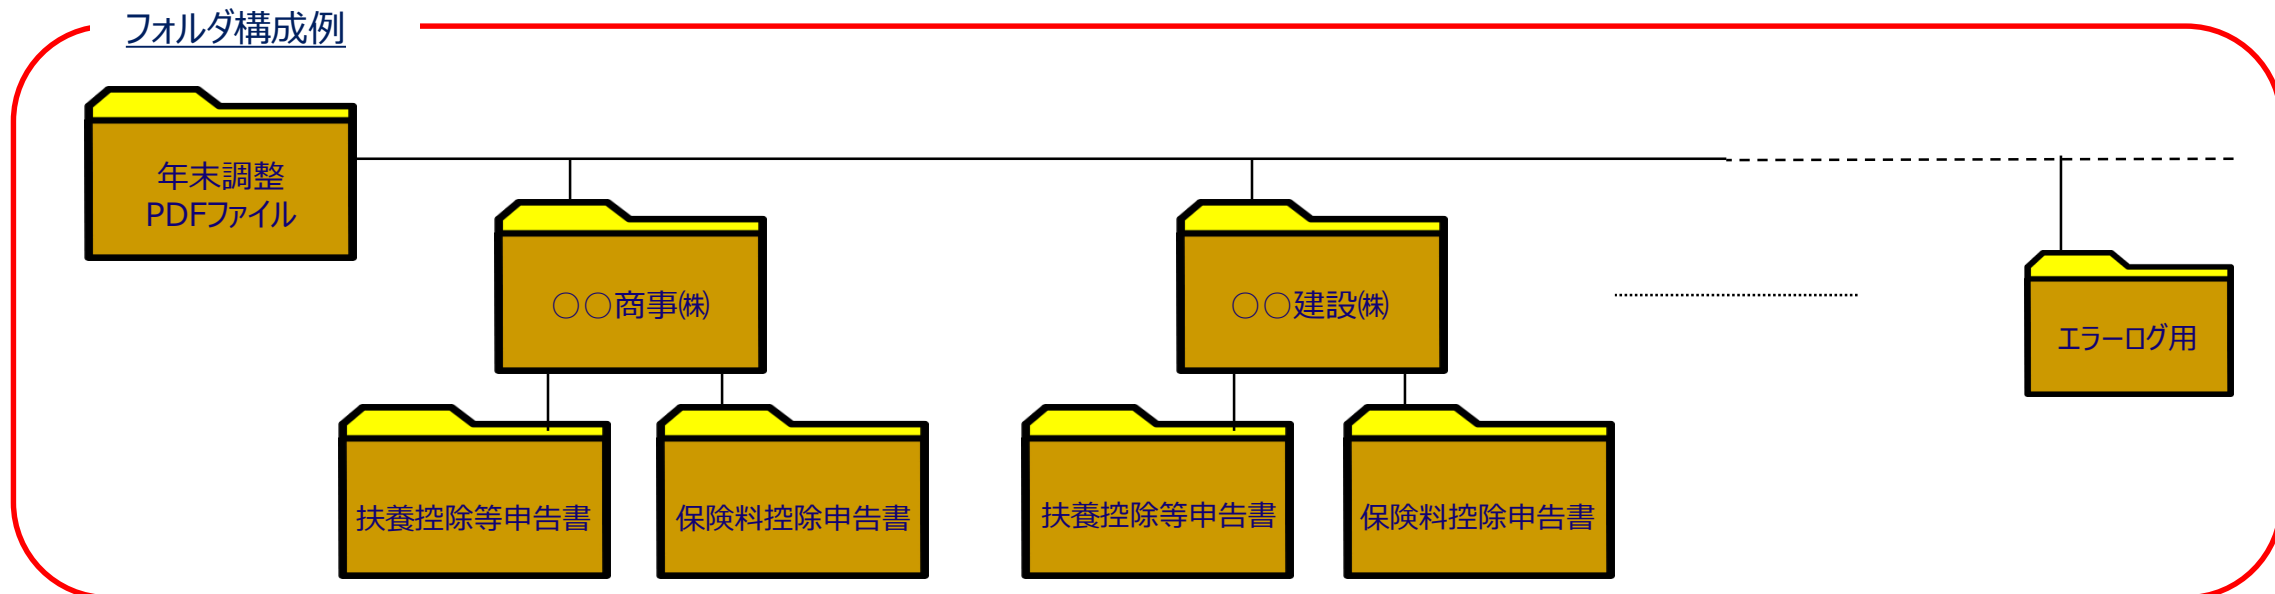 フォルダ構成例
年末調整
PDFファイル
○○商事㈱
○○建設㈱
エラーログ用
扶養控除等申告書
保険料控除申告書
扶養控除等申告書
保険料控除申告書